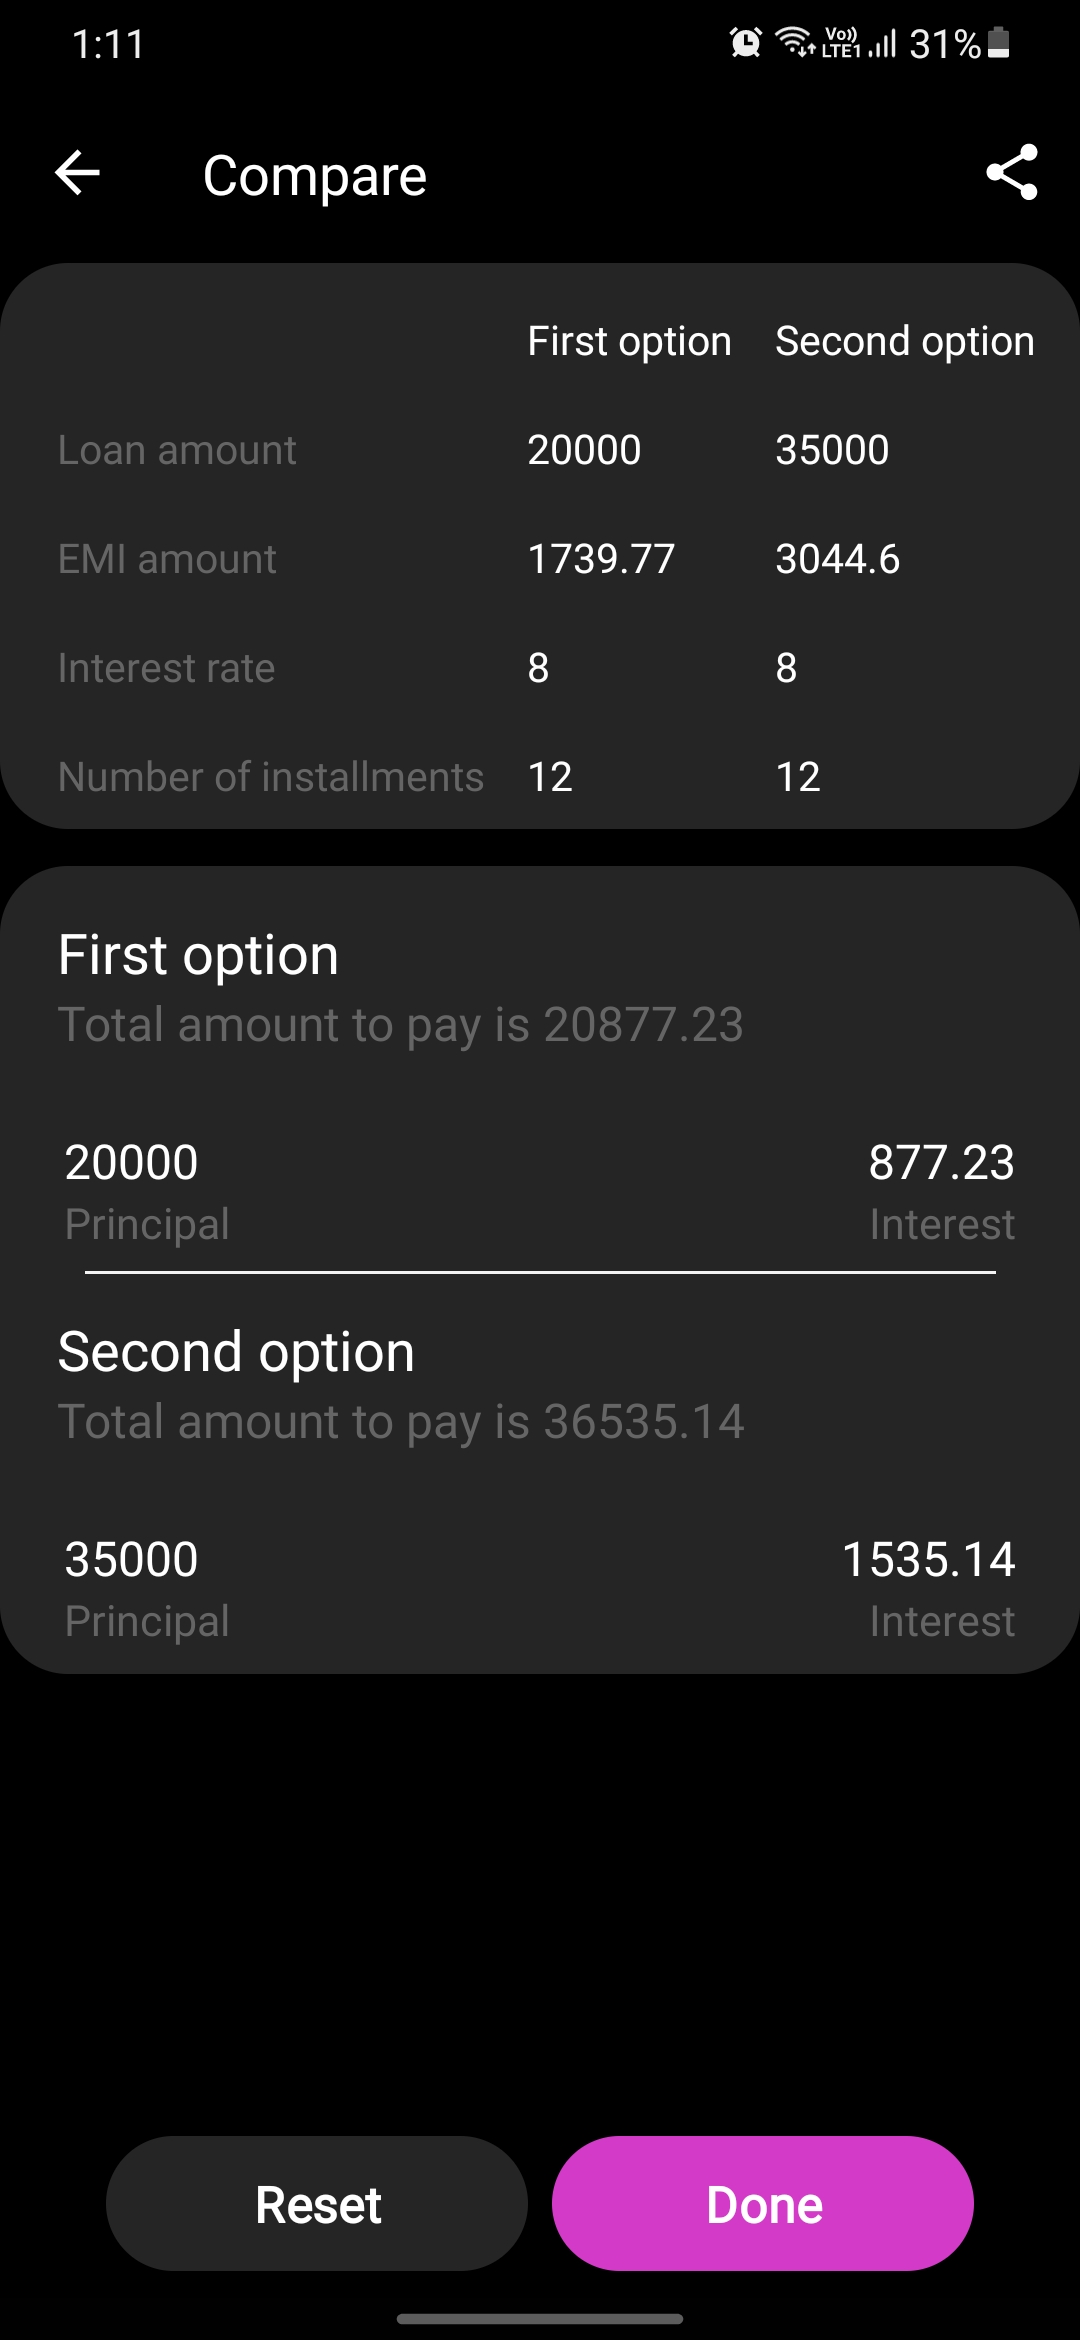 1:11 Vo)) LTE1 31%
Compare
First option Second option
Loan amount 20000 35000
EMI amount 1739.77 3044.6
Interest rate 8 8
Number of installments 12 12
First option
Total amount to pay is 20877.23
20000 877.23
Principal Interest
Second option
Total amount to pay is 36535.14
35000 1535.14
Principal Interest
Reset Done